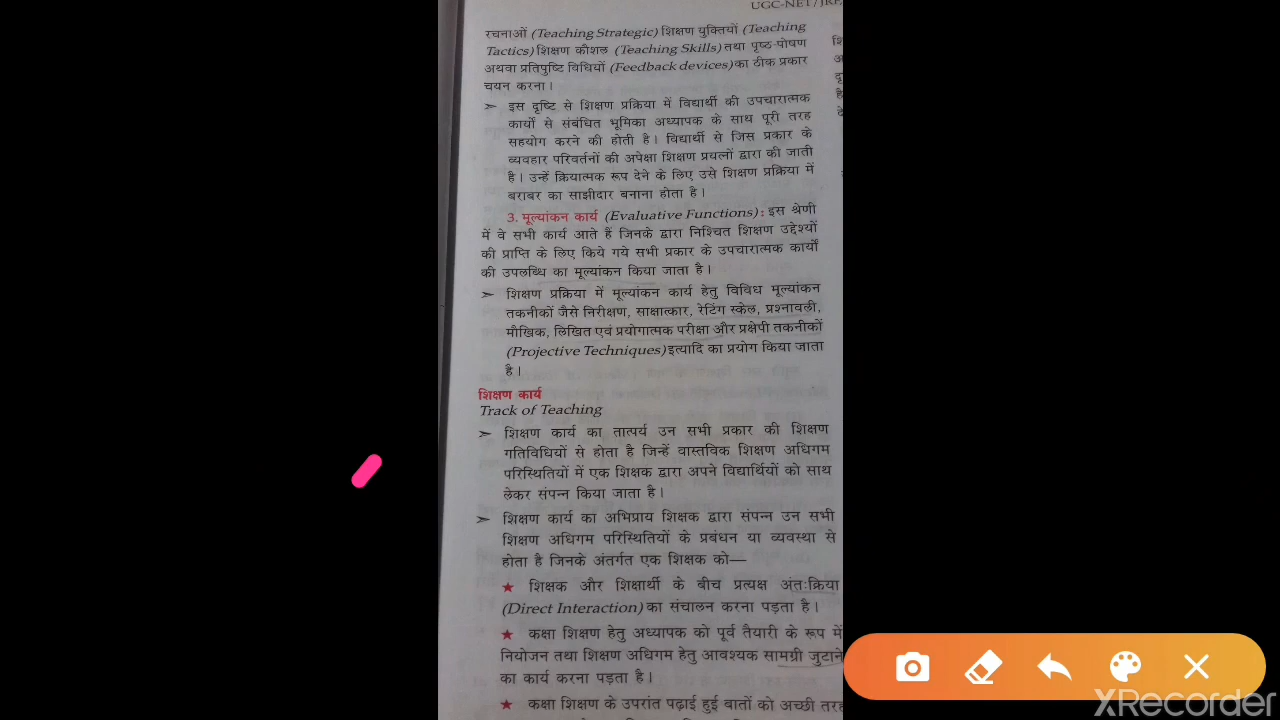 UGC-NET/JRF
रचनाओं (Teaching Strategic) शिक्षण युक्तियों (Teaching
Tactics) शिक्षण कौशल (Teaching Skills) तथा पृष्ठ-पोषण
अथवा प्रतिपुष्टि विधियों (Feedback devices) का ठीक प्रकार
चयन करना।
➢ इस दृष्टि से शिक्षण प्रक्रिया में विद्यार्थी की उपचारात्मक
कार्यों से संबंधित भूमिका अध्यापक के साथ पूरी तरह
सहयोग करने की होती है। विद्यार्थी से जिस प्रकार के
व्यवहार परिवर्तनों की अपेक्षा शिक्षण प्रयत्नों द्वारा की जाती
है। उन्हें क्रियात्मक रूप देने के लिए उसे शिक्षण प्रक्रिया में
बराबर का साझीदार बनाना होता है।
3. मूल्यांकन कार्य (Evaluative Functions) : इस श्रेणी
में वे सभी कार्य आते हैं जिनके द्वारा निश्चित शिक्षण उद्देश्यों
की प्राप्ति के लिए किये गये सभी प्रकार के उपचारात्मक कार्यों
की उपलब्धि का मूल्यांकन किया जाता है।
➢ शिक्षण प्रक्रिया में मूल्यांकन कार्य हेतु विविध मूल्यांकन
तकनीकों जैसे निरीक्षण, साक्षात्कार, रेटिंग स्केल, प्रश्नावली,
मौखिक, लिखित एवं प्रयोगात्मक परीक्षा और प्रक्षेपी तकनीकों
(Projective Techniques) इत्यादि का प्रयोग किया जाता
है।
शिक्षण कार्य
Track of Teaching
➢ शिक्षण कार्य का तात्पर्य उन सभी प्रकार की शिक्षण
गतिविधियों से होता है जिन्हें वास्तविक शिक्षण अधिगम
परिस्थितियों में एक शिक्षक द्वारा अपने विद्यार्थियों को साथ
लेकर संपन्न किया जाता है।
➢ शिक्षण कार्य का अभिप्राय शिक्षक द्वारा संपन्न उन सभी
शिक्षण अधिगम परिस्थितियों के प्रबंधन या व्यवस्था से
होता है जिनके अंतर्गत एक शिक्षक को—
★ शिक्षक और शिक्षार्थी के बीच प्रत्यक्ष अंतःक्रिया
(Direct Interaction) का संचालन करना पड़ता है।
★ कक्षा शिक्षण हेतु अध्यापक को पूर्व तैयारी के रूप में
नियोजन तथा शिक्षण अधिगम हेतु आवश्यक सामग्री जुटाने
का कार्य करना पड़ता है।
★ कक्षा शिक्षण के उपरांत पढ़ाई हुई बातों को अच्छी तरह
XRecorder